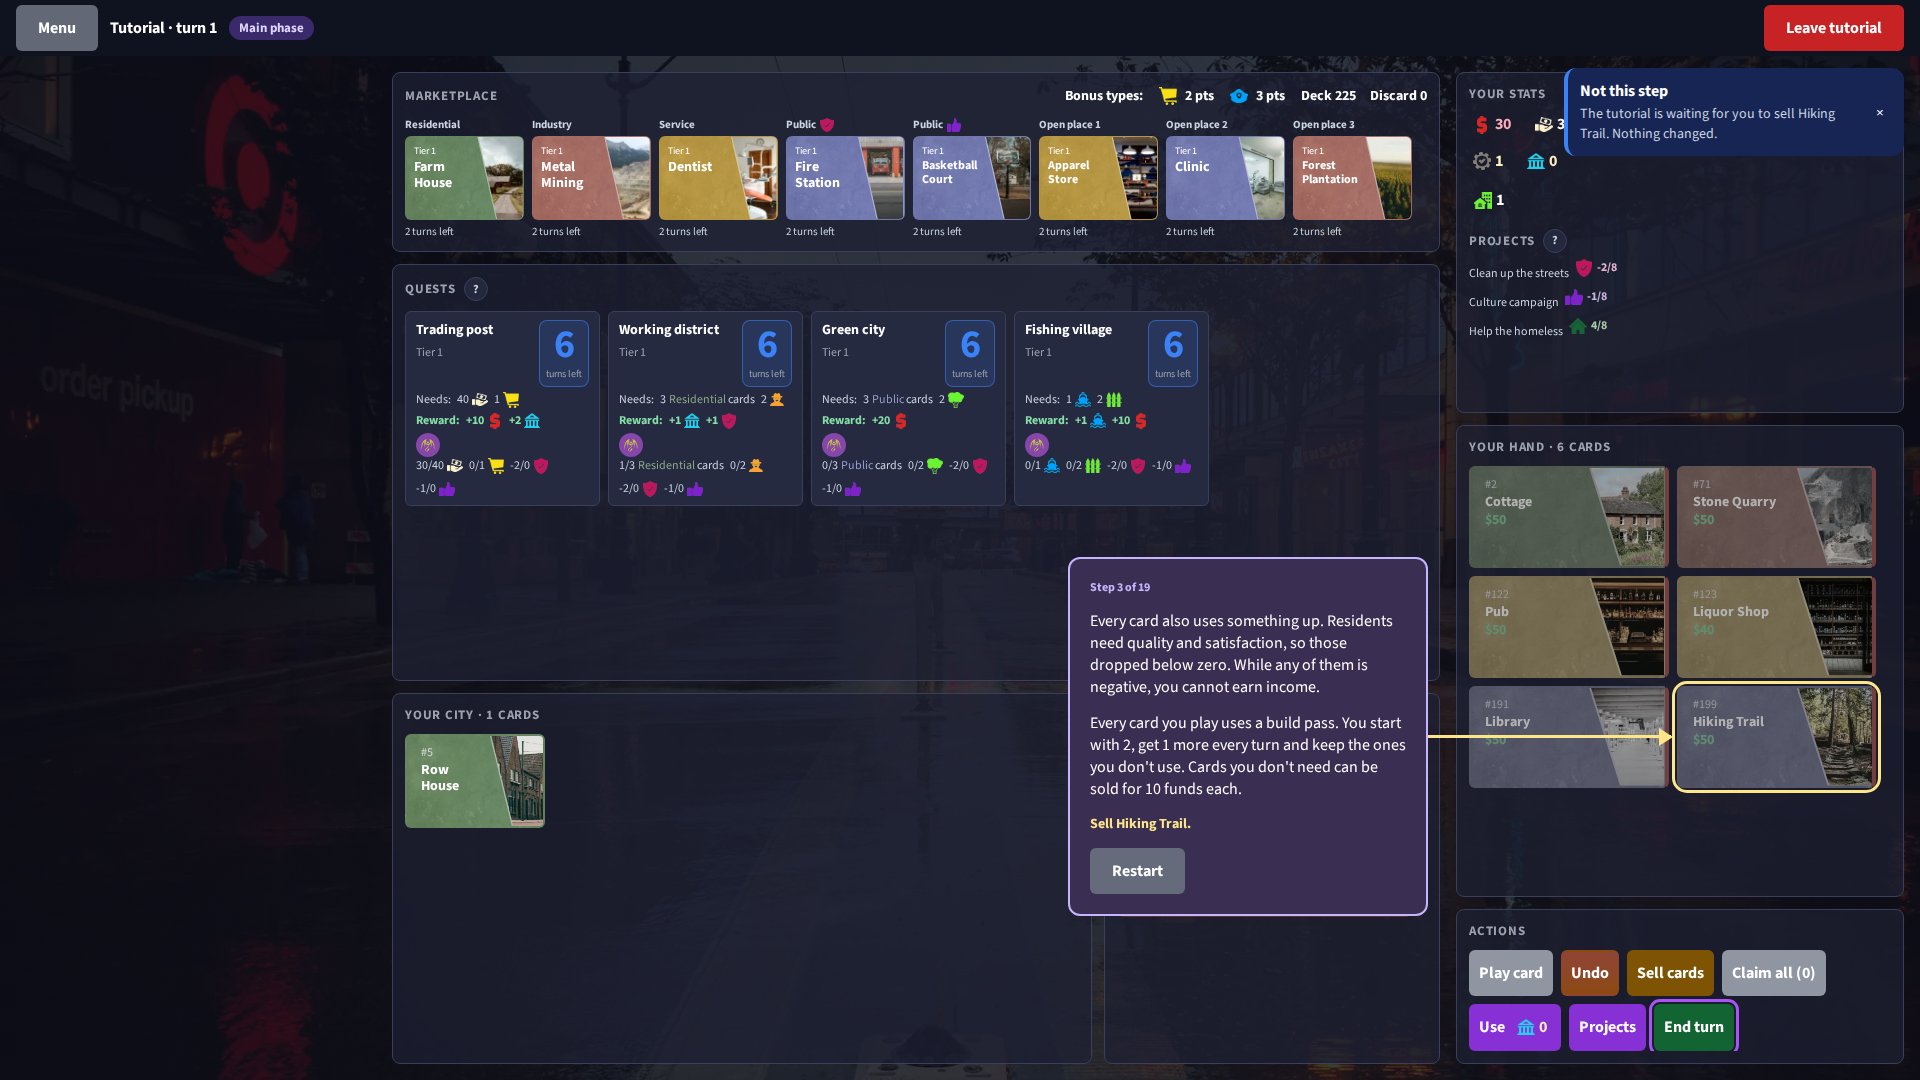 Menu
Tutorial · turn 1
Main phase
Leave tutorial
MARKETPLACE
Bonus types: 2 pts 3 pts Deck 225 Discard 0
Residential
Tier 1
Farm
House
2 turns left
Industry
Tier 1
Metal
Mining
2 turns left
Service
Tier 1
Dentist
2 turns left
Public
Tier 1
Fire
Station
2 turns left
Public
Tier 1
Basketball
Court
2 turns left
Open place 1
Tier 1
Apparel
Store
2 turns left
Open place 2
Tier 1
Clinic
2 turns left
Open place 3
Tier 1
Forest
Plantation
2 turns left
QUESTS ?
Trading post
Tier 1
6
turns left
Needs: 40 1
Reward: +10 +2
30/40 0/1 -2/0
-1/0
Working district
Tier 1
6
turns left
Needs: 3 Residential cards 2
Reward: +1 +1
1/3 Residential cards 0/2
-2/0 -1/0
Green city
Tier 1
6
turns left
Needs: 3 Public cards 2
Reward: +20
0/3 Public cards 0/2 -2/0
-1/0
Fishing village
Tier 1
6
turns left
Needs: 1 2
Reward: +1 +10
0/1 0/2 -2/0 -1/0
YOUR CITY · 1 CARDS
#5
Row
House
Step 3 of 19
Every card also uses something up. Residents
need quality and satisfaction, so those
dropped below zero. While any of them is
negative, you cannot earn income.
Every card you play uses a build pass. You start
with 2, get 1 more every turn and keep the ones
you don't use. Cards you don't need can be
sold for 10 funds each.
Sell Hiking Trail.
Restart
YOUR STATS
30 3
1 0
1
Not this step
The tutorial is waiting for you to sell Hiking
Trail. Nothing changed.
×
PROJECTS ?
Clean up the streets -2/8
Culture campaign -1/8
Help the homeless 4/8
YOUR HAND · 6 CARDS
#2
Cottage
$50
#71
Stone Quarry
$50
#122
Pub
$50
#123
Liquor Shop
$40
#191
Library
$50
#199
Hiking Trail
$50
ACTIONS
Play card
Undo
Sell cards
Claim all (0)
Use 0
Projects
End turn
order pickup